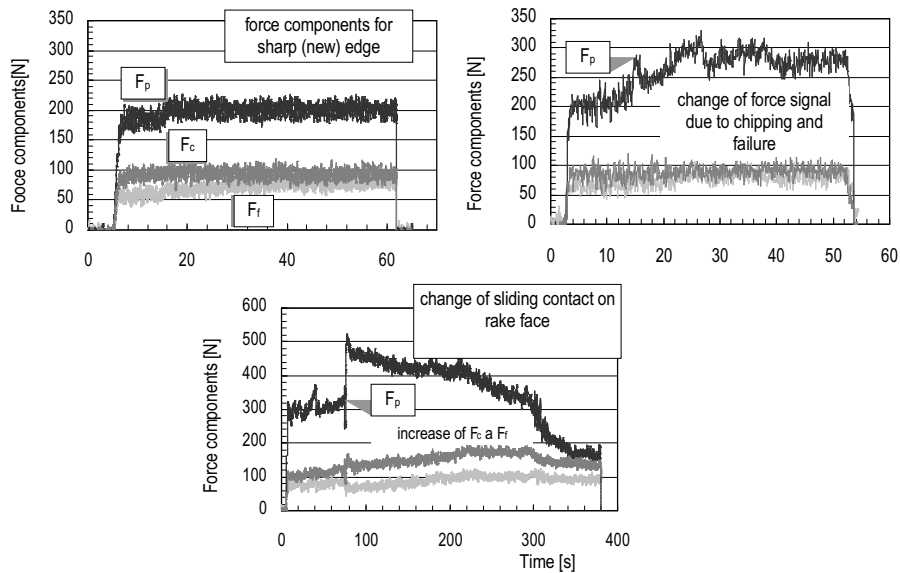 force components for
sharp (new) edge
Foocce components[N]
350
300
250
200
150
100
50
0
Fp
Fc
Ff
0 20 40 60
Force components [N]
350
300
250
200
150
100
50
0
Fp
change of force signal
due to chipping and
failure
0 10 20 30 40 50 60
change of sliding contact on
rake face
Force components [N]
600
500
400
300
200
100
0
Fp
increase of Fc a Ff
0 100 200 300 400
Time [s]